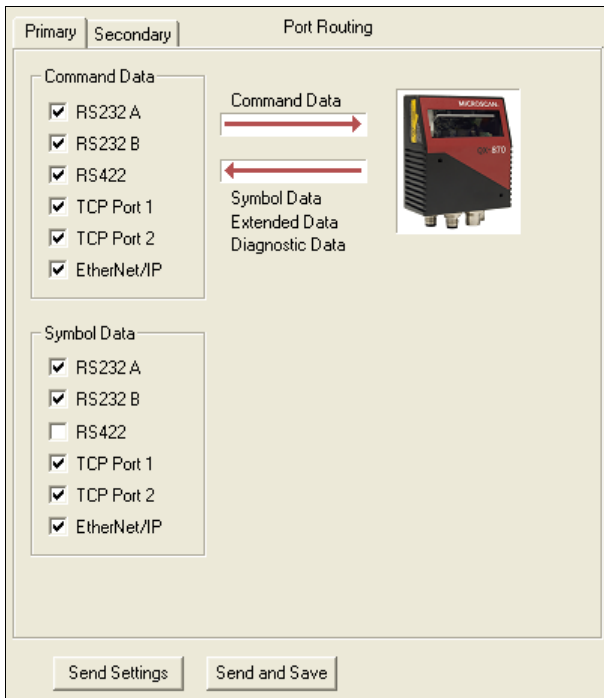 Primary
Secondary
Port Routing
Command Data
RS232 A
RS232 B
RS422
TCP Port 1
TCP Port 2
EtherNet/IP
Command Data
Symbol Data
Extended Data
Diagnostic Data
MICROSCAN.
QX-870
Symbol Data
RS232 A
RS232 B
RS422
TCP Port 1
TCP Port 2
EtherNet/IP
Send Settings
Send and Save